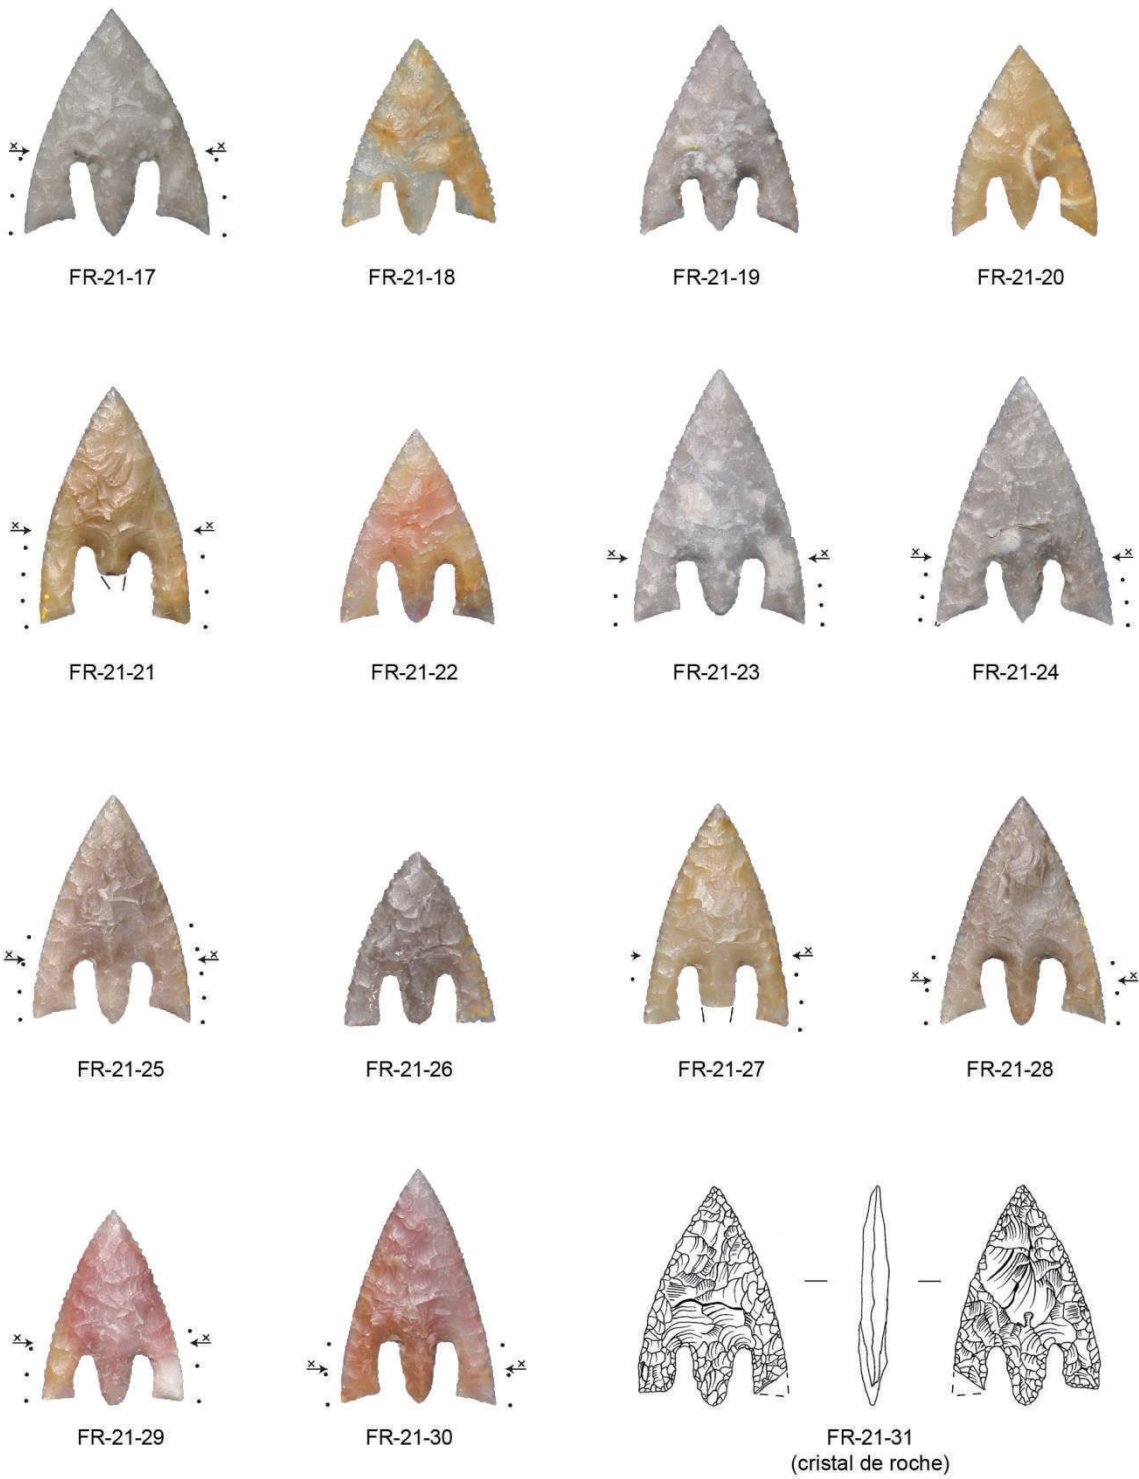 x x
FR-21-17 FR-21-18 FR-21-19 FR-21-20
x x x x x x
FR-21-21 FR-21-22 FR-21-23 FR-21-24
x x x x x
FR-21-25 FR-21-26 FR-21-27 FR-21-28
x x x x
FR-21-29 FR-21-30 FR-21-31
(cristal de roche)